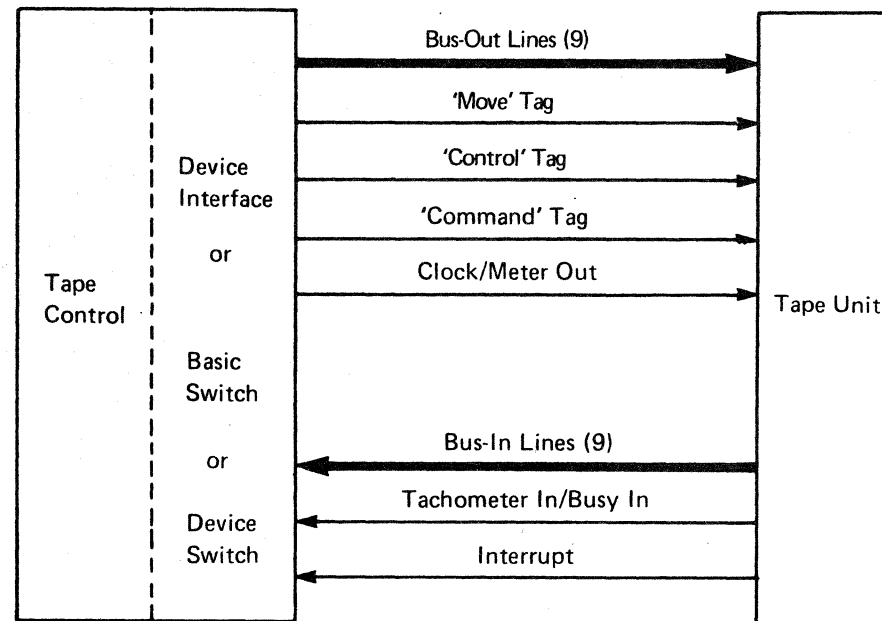 Bus-Out Lines (9)
'Move' Tag
'Control' Tag
'Command' Tag
Clock/Meter Out
Tape
Control
Device
Interface
or
Basic
Switch
or
Device
Switch
Tape Unit
Bus-In Lines (9)
Tachometer In/Busy In
Interrupt